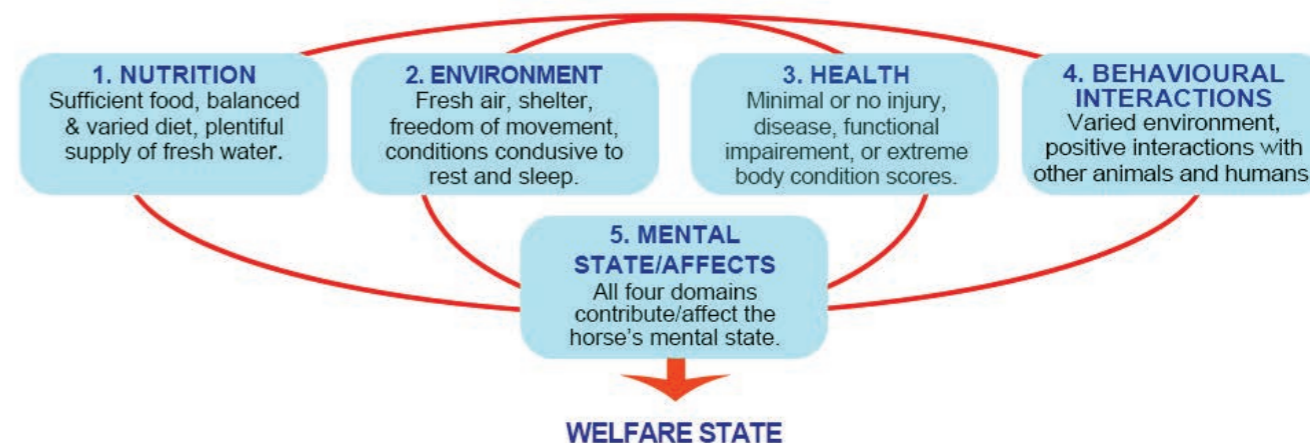 1. NUTRITION
Sufficient food, balanced
& varied diet, plentiful
supply of fresh water.
2. ENVIRONMENT
Fresh air, shelter,
freedom of movement,
conditions condusive to
rest and sleep.
3. HEALTH
Minimal or no injury,
disease, functional
impairement, or extreme
body condition scores.
4. BEHAVIOURAL
INTERACTIONS
Varied environment,
positive interactions with
other animals and humans
5. MENTAL
STATE/AFFECTS
All four domains
contribute/affect the
horse's mental state.
WELFARE STATE